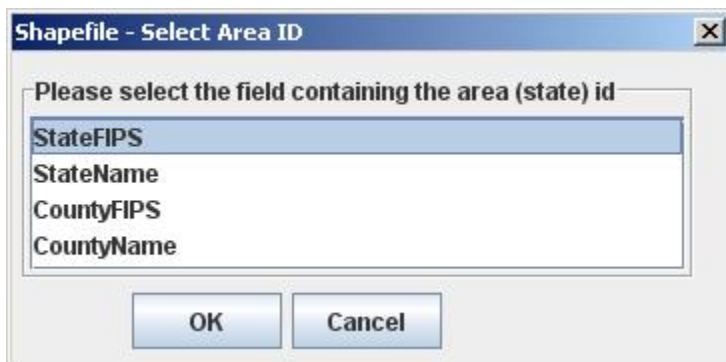 Shapefile - Select Area ID
Please select the field containing the area (state) id
StateFIPS
StateName
CountyFIPS
CountyName
OK Cancel